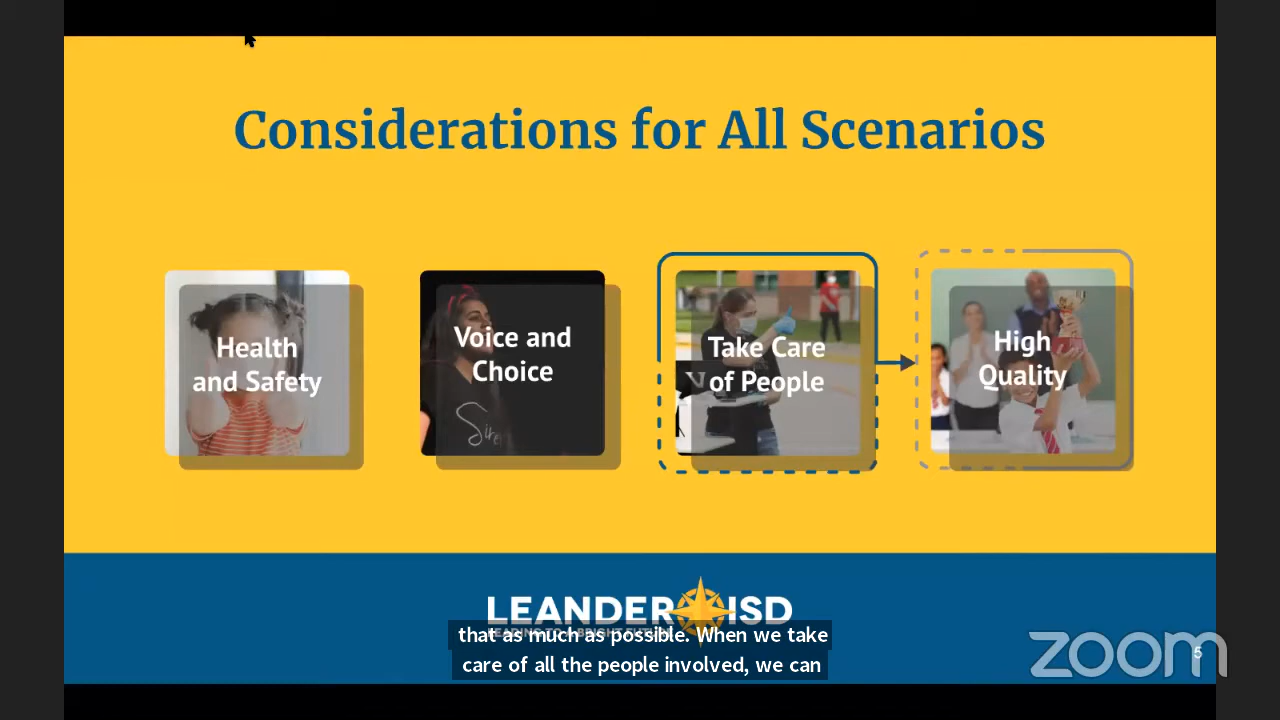 Considerations for All Scenarios
Health
and Safety
Voice and
Choice
Take Care
of People
High
Quality
LEANDER ISD
that as much as possible. When we take
care of all the people involved, we can
zoom
5